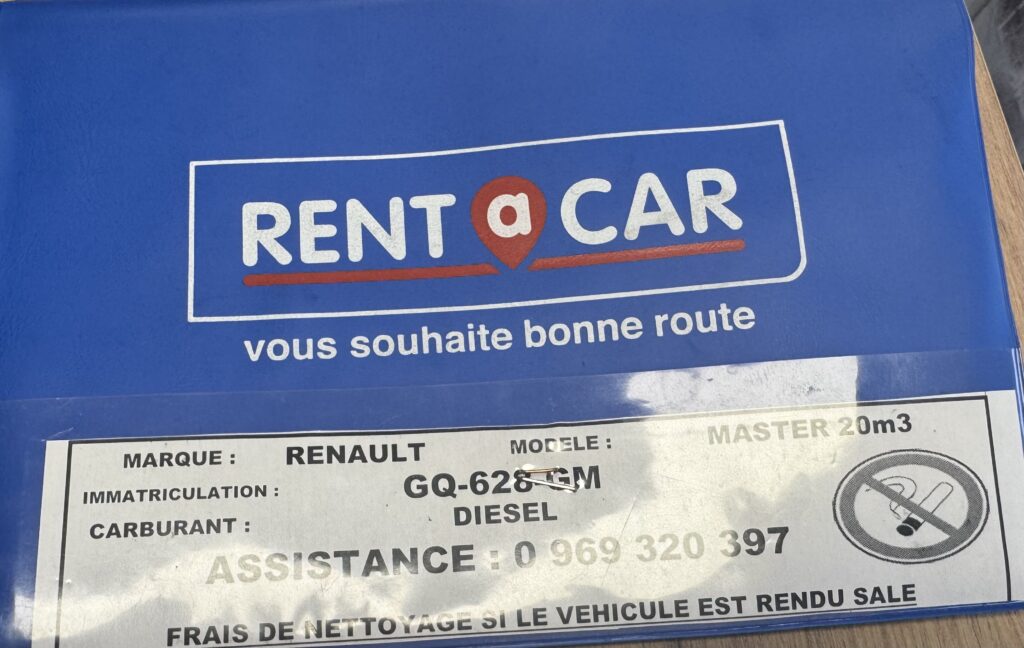 RENT a CAR
vous souhaite bonne route
MARQUE : RENAULT MODELE : MASTER 20m3
IMMATRICULATION : GQ-628-GM
CARBURANT : DIESEL
ASSISTANCE : 0 969 320 397
FRAIS DE NETTOYAGE SI LE VEHICULE EST RENDU SALE